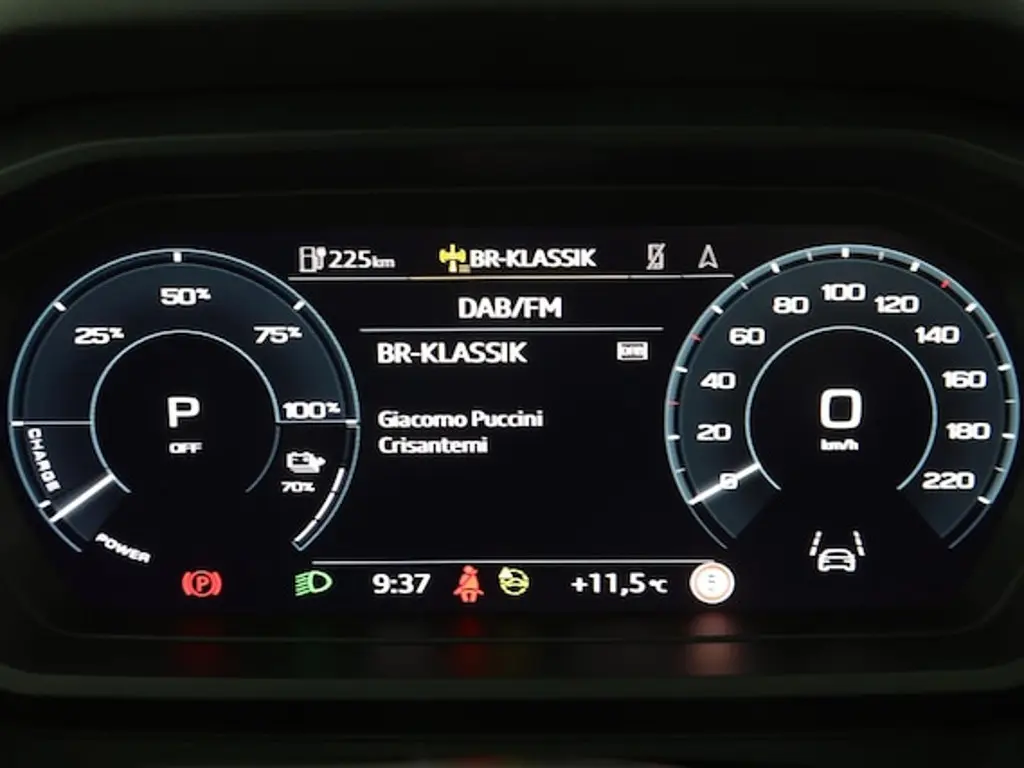 225km
BR-KLASSIK
DAB/FM
BR-KLASSIK
Giacomo Puccini
Crisantemi
25%
50%
75%
100%
P
OFF
CHARGE
POWER
70%
0
20
40
60
80
100
120
140
160
180
220
0
km/h
P
9:37
+11,5°C